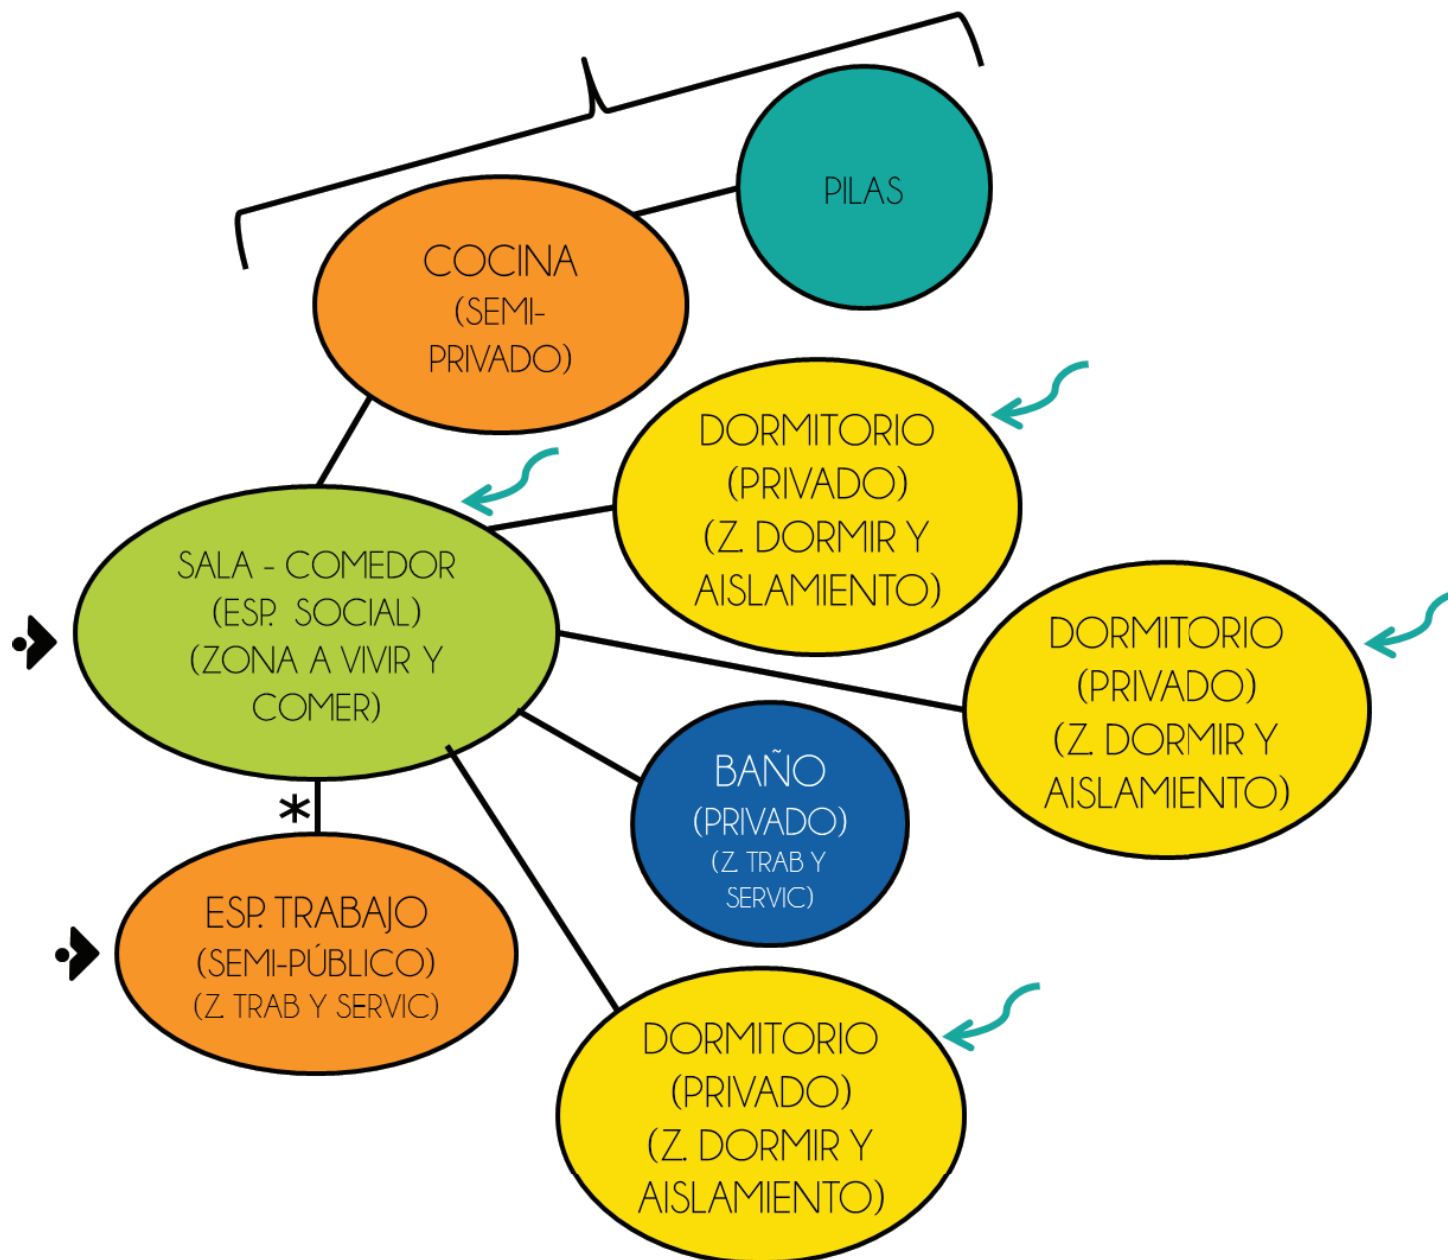 PILAS
COCINA
(SEMI-
PRIVADO)
DORMITORIO
(PRIVADO)
(Z. DORMIR Y
AISLAMIENTO)
SALA - COMEDOR
(ESP. SOCIAL)
(ZONA A VIVIR Y
COMER)
DORMITORIO
(PRIVADO)
(Z. DORMIR Y
AISLAMIENTO)
BAÑO
(PRIVADO)
(Z. TRAB Y
SERVIC)
*
ESP. TRABAJO
(SEMI-PÚBLICO)
(Z. TRAB Y SERVIC)
DORMITORIO
(PRIVADO)
(Z. DORMIR Y
AISLAMIENTO)